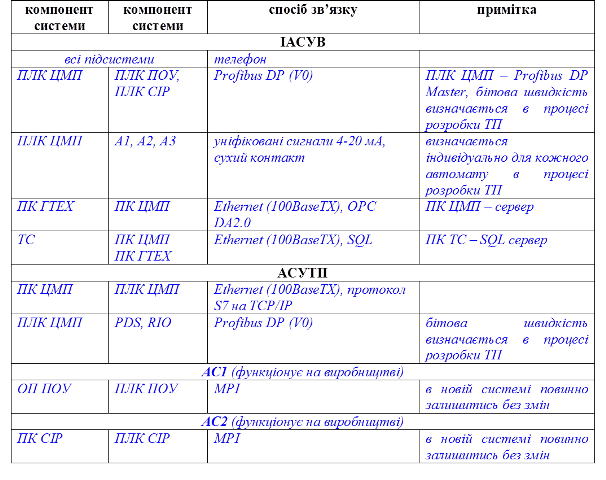 компонент системи компонент системи спосіб зв’язку примітка
ІАСУВ
всі підсистеми телефон
ПЛК ЦМП ПЛК ПОУ, Profibus DP (V0) ПЛК ЦМП – Profibus DP
ПЛК СІР Master, бітова швидкість
визначається в процесі
розробки ТП
ПЛК ЦМП А1, А2, А3 уніфіковані сигнали 4-20 мА, визначається
сухий контакт індивідуально для кожного
автомату в процесі
розробки ТП
ПК ГТЕХ ПК ЦМП Ethernet (100BaseTX), OPC ПК ЦМП – сервер
DA2.0
ТС ПК ЦМП Ethernet (100BaseTX), SQL ПК ТС – SQL сервер
ПК ГТЕХ
АСУТП
ПК ЦМП ПЛК ЦМП Ethernet (100BaseTX), протокол
S7 на TCP/IP
ПЛК ЦМП PDS, RIO Profibus DP (V0) бітова швидкість
визначається в процесі
розробки ТП
АС1 (функціонує на виробництві)
ОП ПОУ ПЛК ПОУ MPI в новій системі повинно
залишитись без змін
АС2 (функціонує на виробництві)
ПК СІР ПЛК СІР MPI в новій системі повинно
залишитись без змін